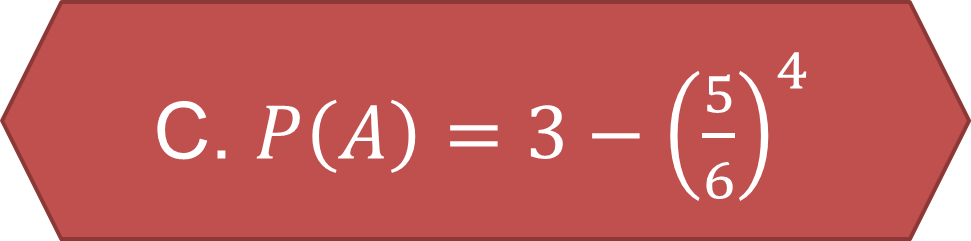 C. P(A) = 3 − (5/6)^4